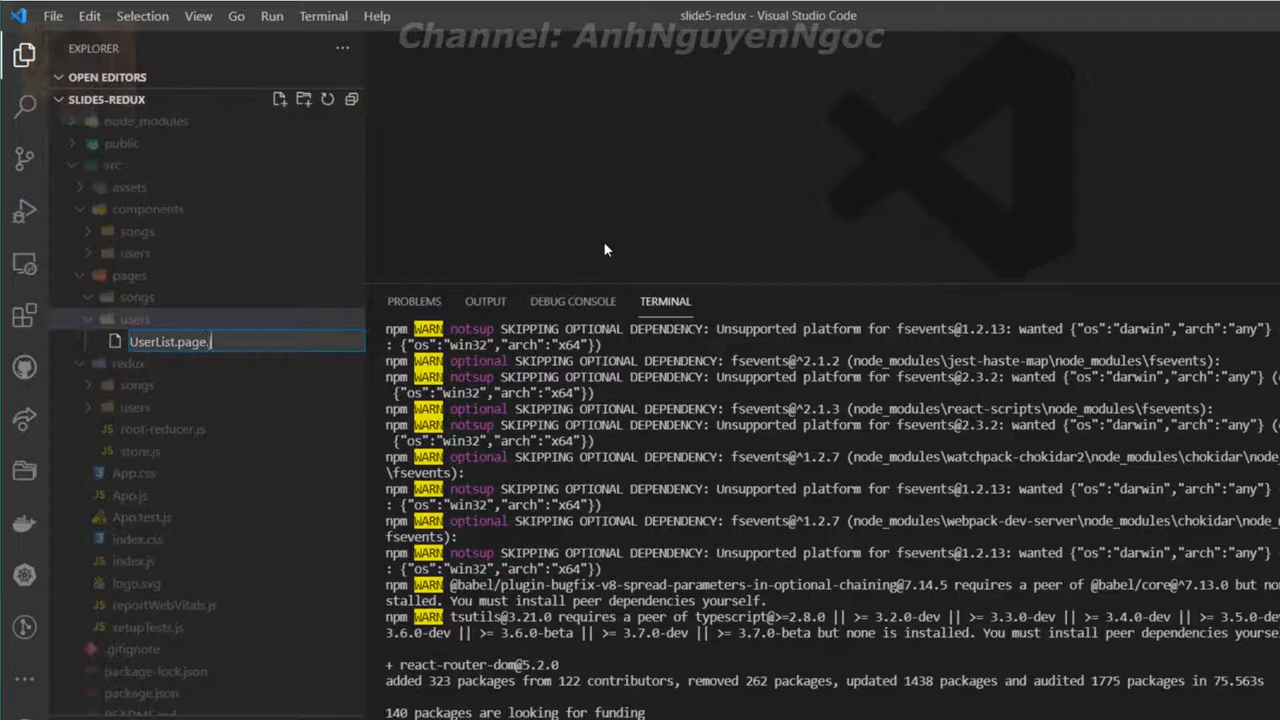 File Edit Selection View Go Run Terminal Help
slide5-redux - Visual Studio Code
Channel: AnhNguyenNgoc
EXPLORER
OPEN EDITORS
SLIDE5-REDUX
node_modules
public
src
assets
components
songs
users
pages
songs
users
UserList.page.
redux
songs
users
root-reducer.js
store.js
App.css
App.js
App.test.js
index.css
index.js
logo.svg
reportWebVitals.js
setupTests.js
.gitignore
package-lock.json
package.json
README.md
PROBLEMS OUTPUT DEBUG CONSOLE TERMINAL
npm WARN notsup SKIPPING OPTIONAL DEPENDENCY: Unsupported platform for fsevents@1.2.13: wanted {"os":"darwin","arch":"any"}
: {"os":"win32","arch":"x64"})
npm WARN optional SKIPPING OPTIONAL DEPENDENCY: fsevents@^2.1.2 (node_modules\jest-haste-map\node_modules\fsevents):
npm WARN notsup SKIPPING OPTIONAL DEPENDENCY: Unsupported platform for fsevents@2.3.2: wanted {"os":"darwin","arch":"any"} (
{"os":"win32","arch":"x64"})
npm WARN optional SKIPPING OPTIONAL DEPENDENCY: fsevents@^2.1.3 (node_modules\react-scripts\node_modules\fsevents):
npm WARN notsup SKIPPING OPTIONAL DEPENDENCY: Unsupported platform for fsevents@2.3.2: wanted {"os":"darwin","arch":"any"} (
{"os":"win32","arch":"x64"})
npm WARN optional SKIPPING OPTIONAL DEPENDENCY: fsevents@^1.2.7 (node_modules\watchpack-chokidar2\node_modules\chokidar\node_
\fsevents):
npm WARN notsup SKIPPING OPTIONAL DEPENDENCY: Unsupported platform for fsevents@1.2.13: wanted {"os":"darwin","arch":"any"}
: {"os":"win32","arch":"x64"})
npm WARN optional SKIPPING OPTIONAL DEPENDENCY: fsevents@^1.2.7 (node_modules\webpack-dev-server\node_modules\chokidar\node_m
fsevents):
npm WARN notsup SKIPPING OPTIONAL DEPENDENCY: Unsupported platform for fsevents@1.2.13: wanted {"os":"darwin","arch":"any"}
: {"os":"win32","arch":"x64"})
npm WARN @babel/plugin-bugfix-v8-spread-parameters-in-optional-chaining@7.14.5 requires a peer of @babel/core@^7.13.0 but non
stalled. You must install peer dependencies yourself.
npm WARN tsutils@3.21.0 requires a peer of typescript@>=2.8.0 || >= 3.2.0-dev || >= 3.3.0-dev || >= 3.4.0-dev || >= 3.5.0-de
3.6.0-dev || >= 3.6.0-beta || >= 3.7.0-dev || >= 3.7.0-beta but none is installed. You must install peer dependencies yourse
+ react-router-dom@5.2.0
added 323 packages from 122 contributors, removed 262 packages, updated 1438 packages and audited 1775 packages in 75.563s
140 packages are looking for funding